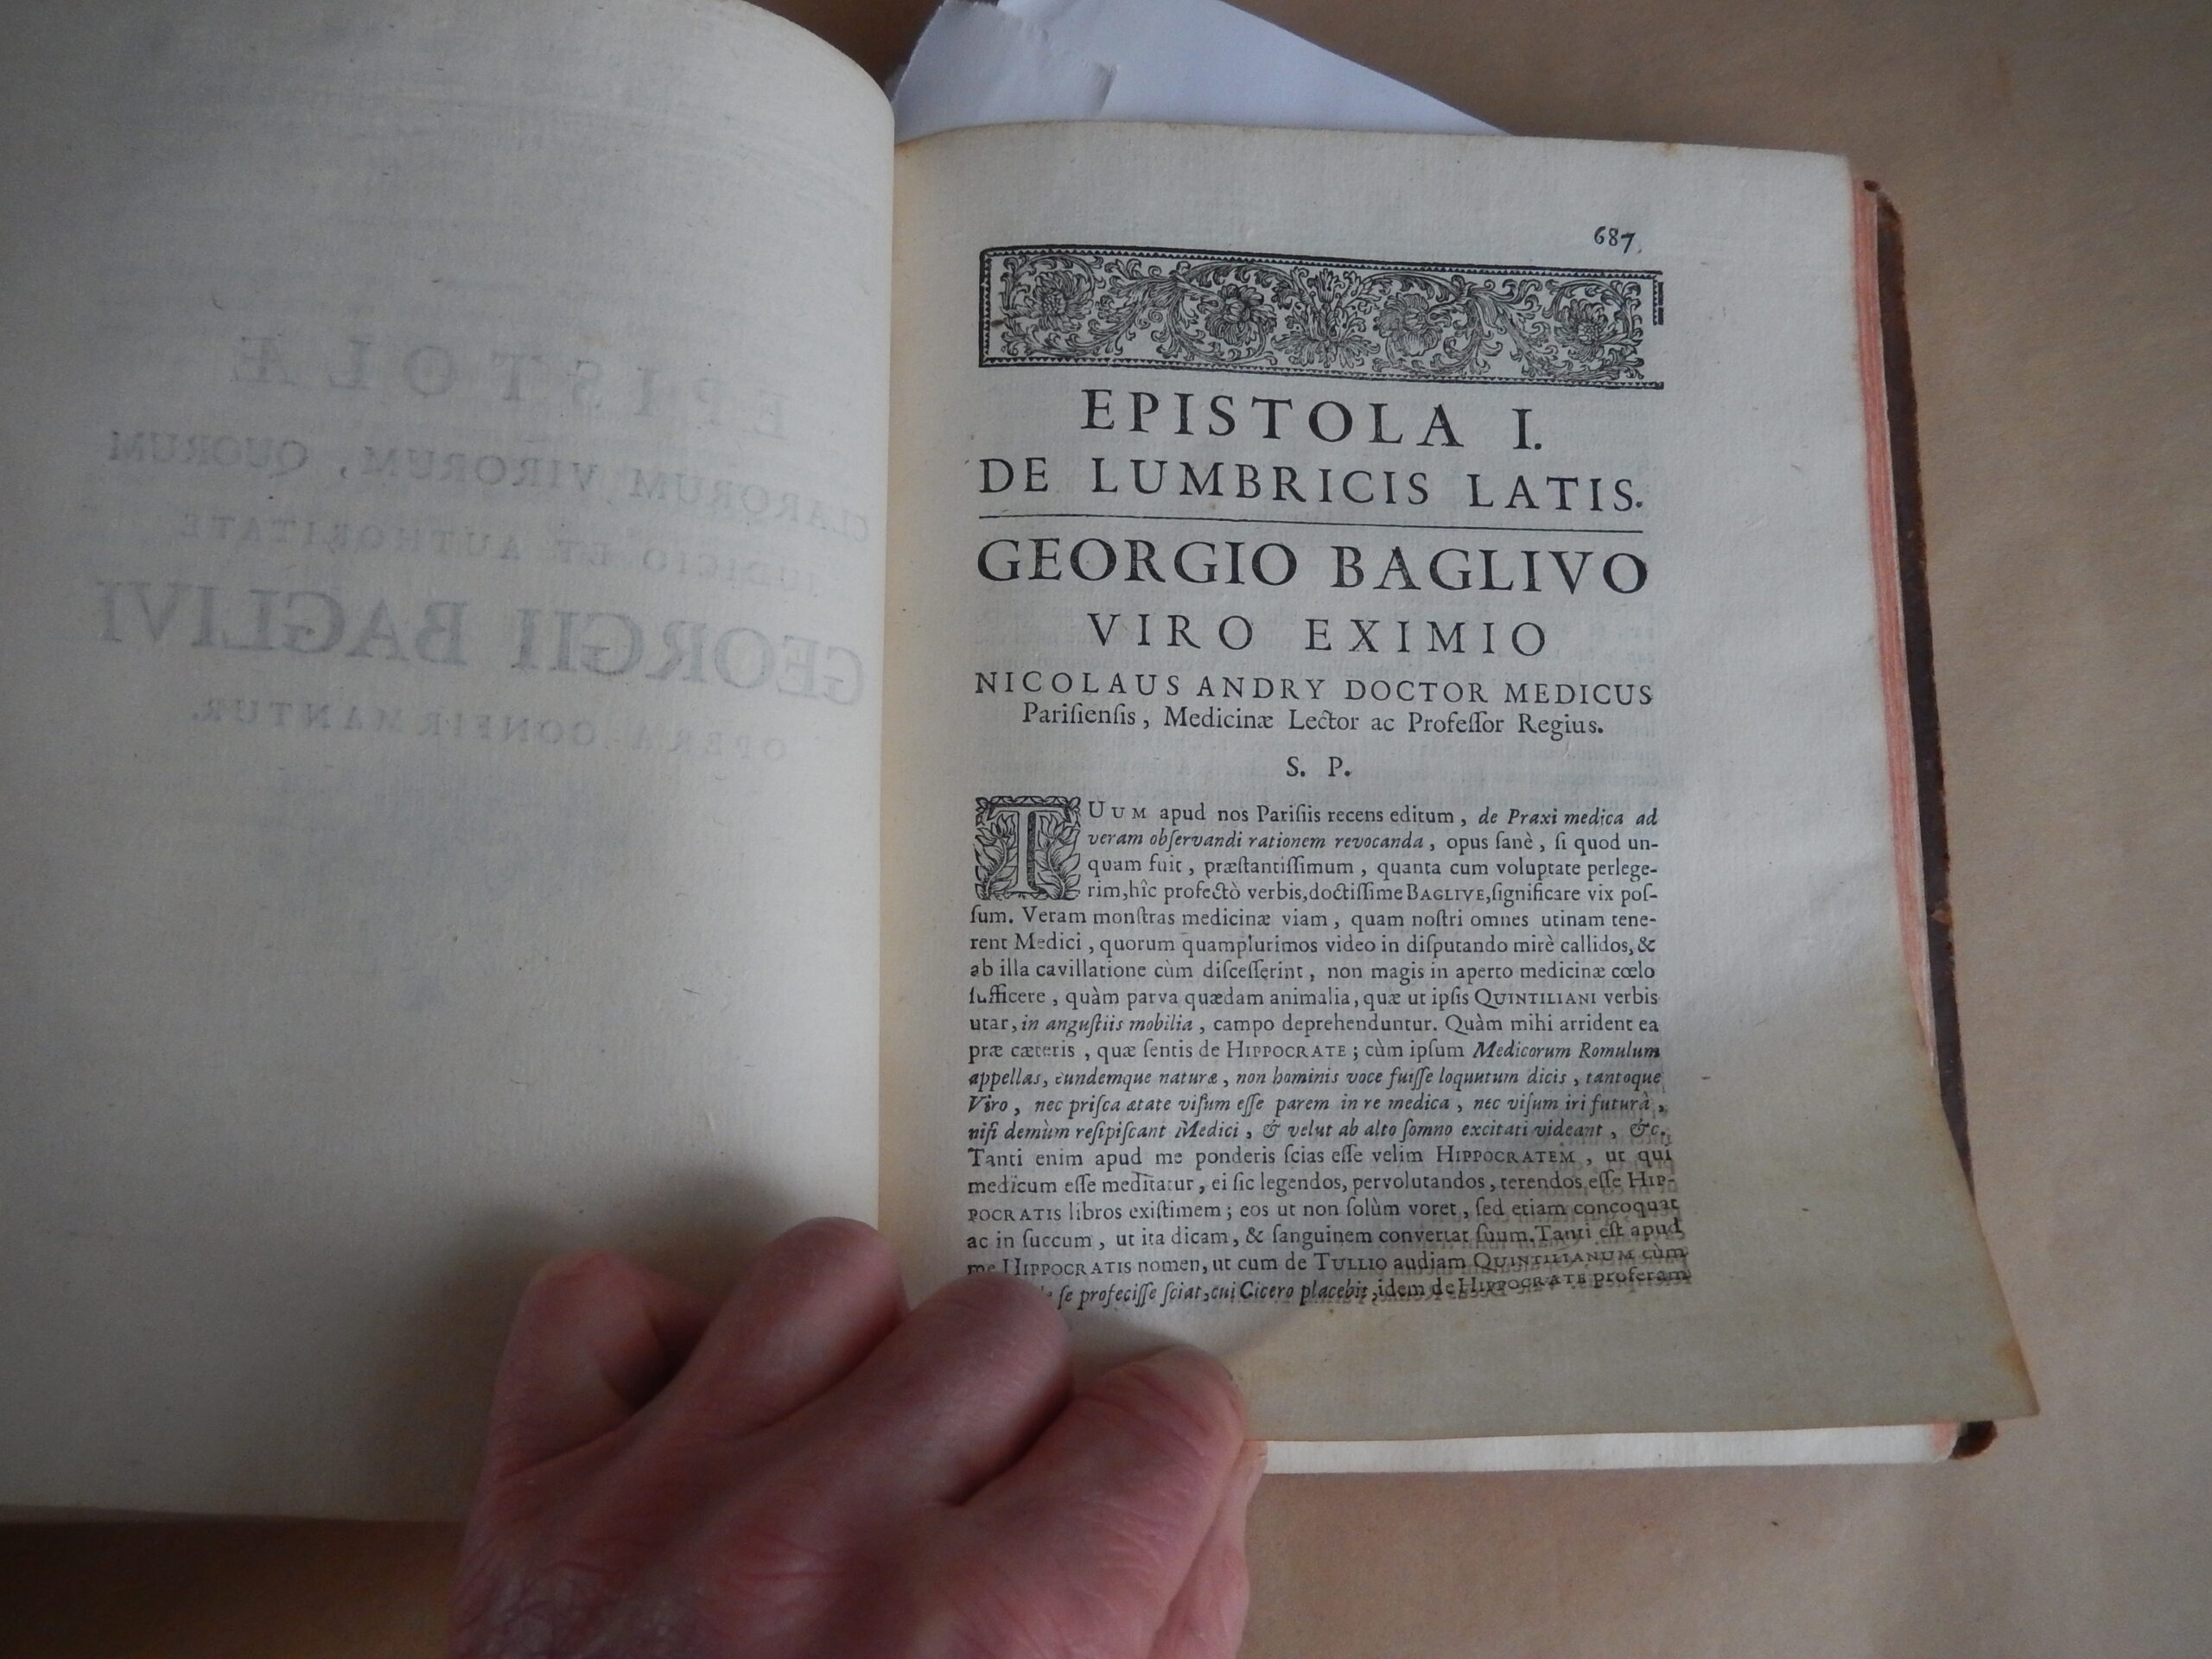 EPISTOLÆ
CLARORUM VIRORUM, QUORUM
JUDICIO ET AUTHORITATE
GEORGII BAGLIVI
OPERA CONFIRMANTUR.
687
EPISTOLA I.
DE LUMBRICIS LATIS.
GEORGIO BAGLIVO
VIRO EXIMIO
NICOLAUS ANDRY DOCTOR MEDICUS
Pariſienſis, Medicinæ Lector ac Profeſſor Regius.
S. P.
TUUM apud nos Pariſiis recens editum, de Praxi medica ad
veram obſervandi rationem revocanda, opus ſanè, ſi quod un-
quam fuit, præſtantiſſimum, quanta cum voluptate perlege-
rim, hîc profectò verbis, doctiſſime BAGLIVE, ſignificare vix poſ-
ſum. Veram monſtras medicinæ viam, quam noſtri omnes utinam tene-
rent Medici, quorum quamplurimos video in diſputando mirè callidos, &
ab illa cavillatione cùm diſceſſerint, non magis in aperto medicinæ cœlo
ſufficere, quàm parva quædam animalia, quæ ut ipſis QUINTILIANI verbis
utar, in anguſtiis mobilia, campo deprehenduntur. Quàm mihi arrident ea
præ cæteris, quæ ſentis de HIPPOCRATE; cùm ipſum Medicorum Romulum
appellas, eundemque naturæ, non hominis voce fuiſſe loquutum dicis, tantoque
Viro, nec priſca ætate viſum eſſe parem in re medica, nec viſum iri futurâ,
niſi demùm reſipiſcant Medici, & velut ab alto ſomno excitati videant, &c.
Tanti enim apud me ponderis ſcias eſſe velim HIPPOCRATEM, ut qui
medicum eſſe meditatur, ei ſic legendos, pervolutandos, terendos eſſe HIP-
POCRATIS libros exiſtimem; eos ut non ſolùm voret, ſed etiam concoquat
ac in ſuccum, ut ita dicam, & ſanguinem convertat ſuum. Tanti eſt apud
me HIPPOCRATIS nomen, ut cum de TULLIO audiam QUINTILIANUM cùm
ſe profeciſſe ſciat, cui Cicero placebit, idem de HIPPOCRATE proferam